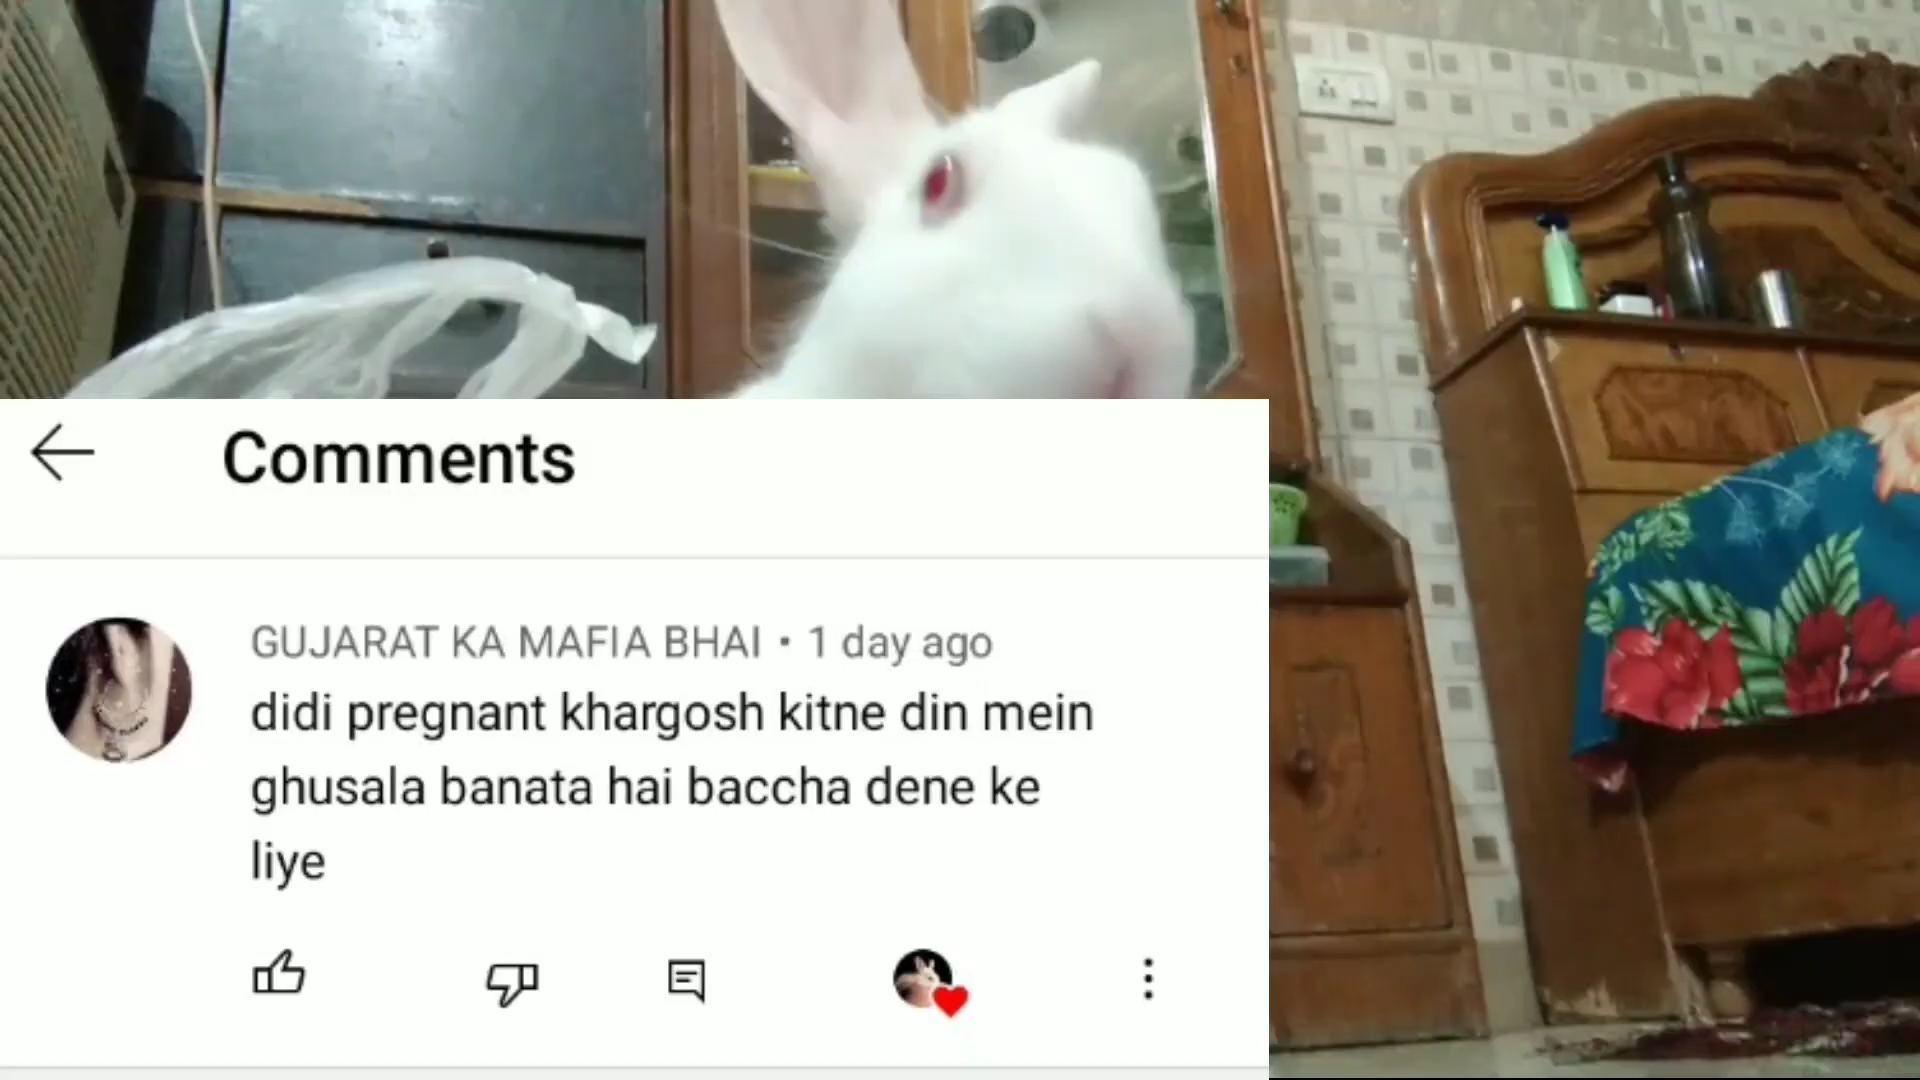 Comments
GUJARAT KA MAFIA BHAI • 1 day ago
didi pregnant khargosh kitne din mein
ghusala banata hai baccha dene ke
liye